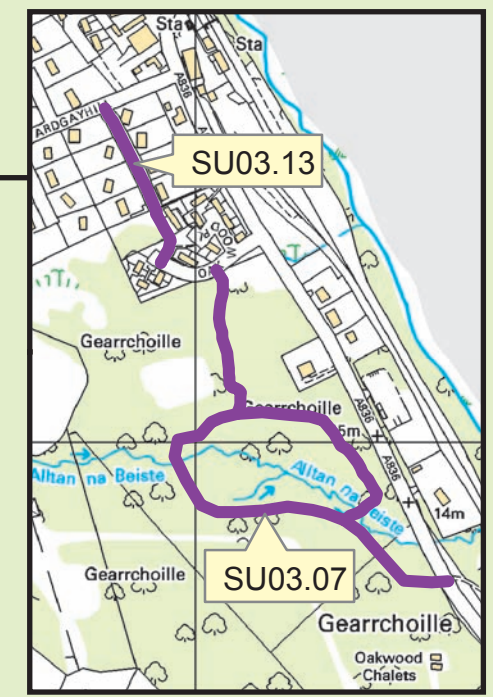 Sta
Sta
A836
ARDGAYHILL
SU03.13
A836
Gearrchoille
Gearrchoille
5m
A836
Alltan na Beiste
Alltan na Beiste
14m
Gearrchoille
SU03.07
Gearrchoille
Oakwood
Chalets